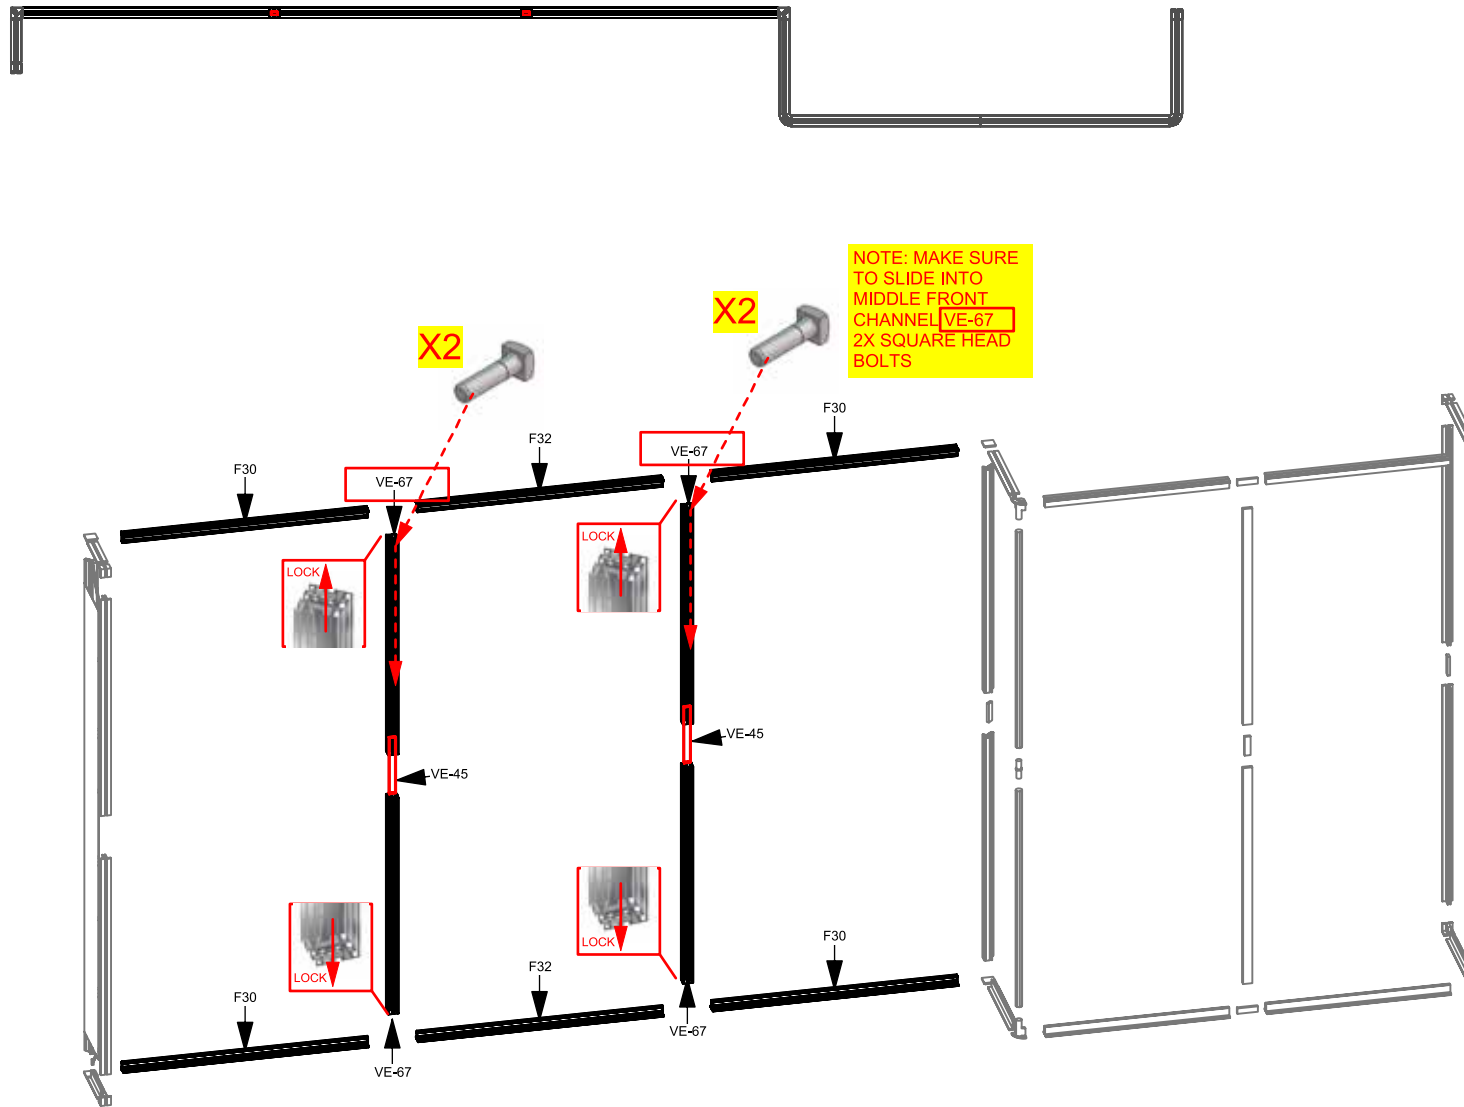 NOTE: MAKE SURE
TO SLIDE INTO
MIDDLE FRONT
CHANNEL VE-67
2X SQUARE HEAD
BOLTS
X2
X2
F30
F32
VE-67
F30
VE-67
LOCK
LOCK
VE-45
VE-45
LOCK
LOCK
F30
F32
F30
VE-67
VE-67